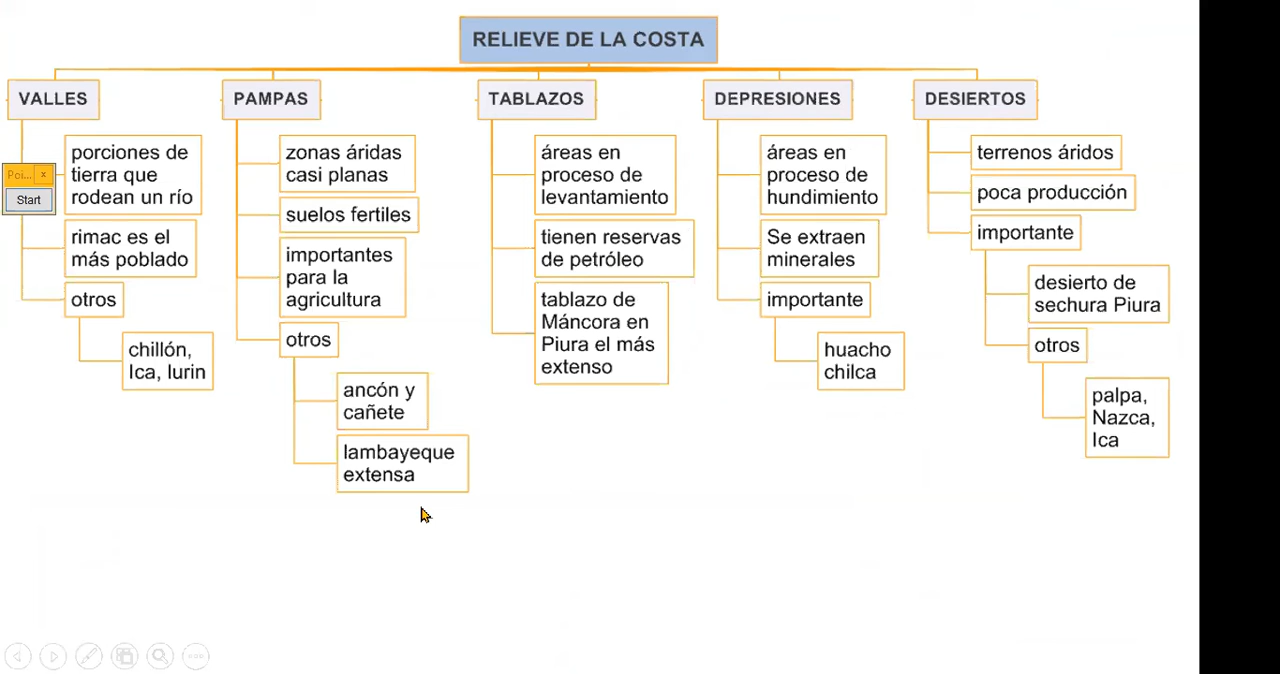 RELIEVE DE LA COSTA
VALLES
porciones de
tierra que
rodean un río
rimac es el
más poblado
otros
chillón,
Ica, lurin
PAMPAS
zonas áridas
casi planas
suelos fertiles
importantes
para la
agricultura
otros
ancón y
cañete
lambayeque
extensa
TABLAZOS
áreas en
proceso de
levantamiento
tienen reservas
de petróleo
tablazo de
Máncora en
Piura el más
extenso
DEPRESIONES
áreas en
proceso de
hundimiento
Se extraen
minerales
importante
huacho
chilca
DESIERTOS
terrenos áridos
poca producción
importante
desierto de
sechura Piura
otros
palpa,
Nazca,
Ica
Poi... x
Start